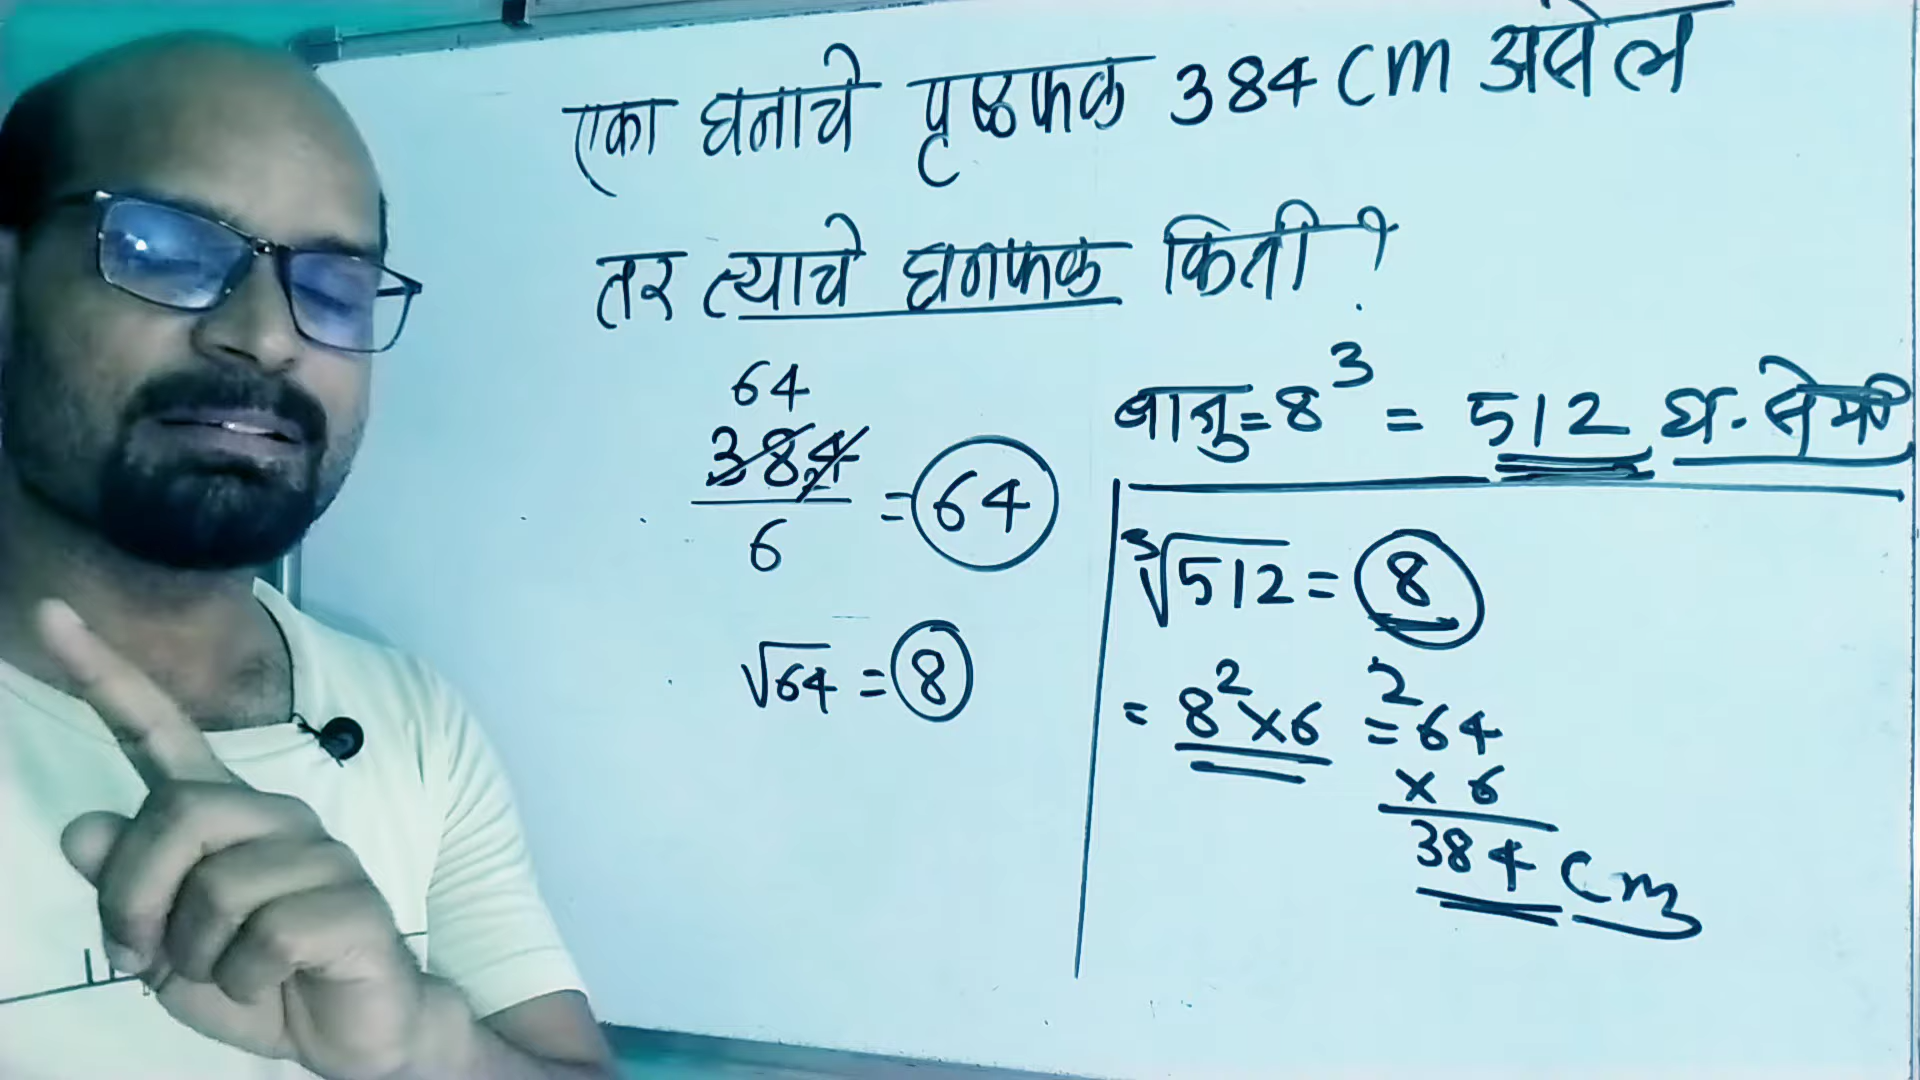 एका घनाचे पृष्ठफळ 384 cm असेल
तर त्याचे घनफळ किती?
64
384
6
= 64
√64 = 8
बाजु = 8³ = 512 घ. सेमी
∛512 = 8
= 8² × 6 = 64
2
× 6
384 cm